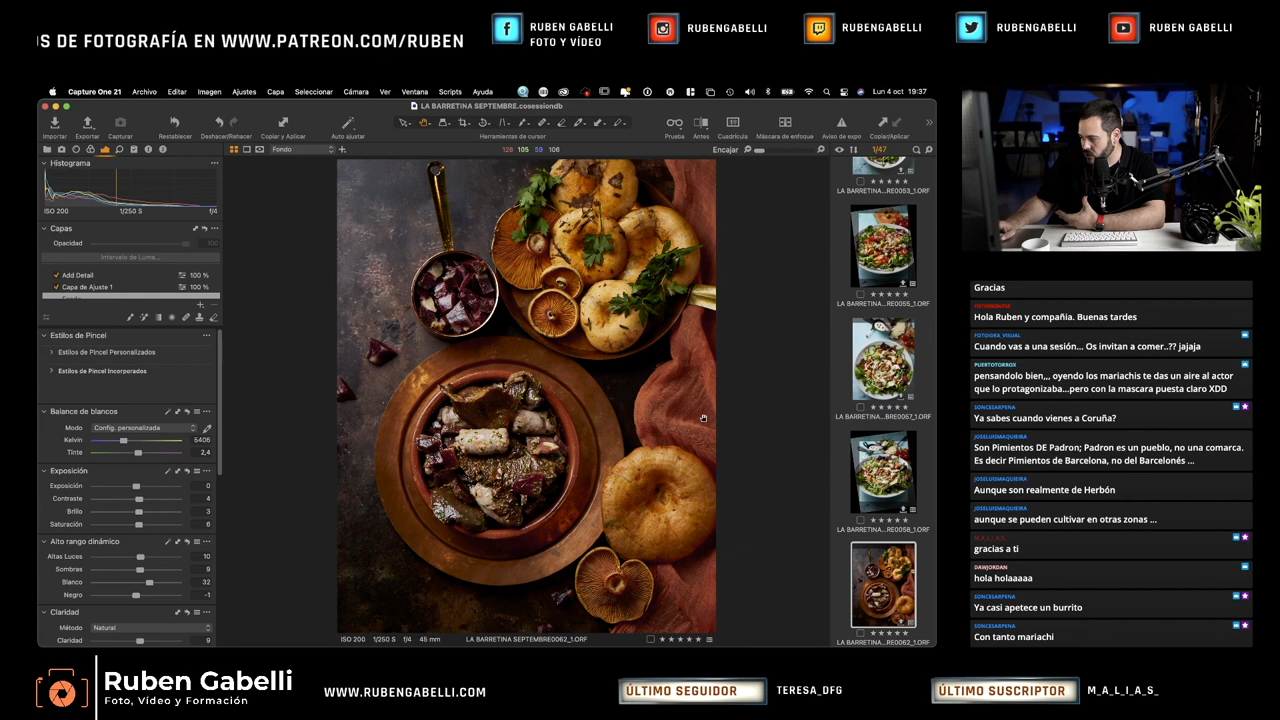 S DE FOTOGRAFÍA EN WWW.PATREON.COM/RUBEN
RUBEN GABELLI
FOTO Y VÍDEO
RUBENGABELLI
RUBENGABELLI
RUBENGABELLI
RUBEN GABELLI
Capture One 21 Archivo Editar Imagen Ajustes Capa Seleccionar Cámara Ver Ventana Scripts Ayuda
Lun 4 oct 19:37
LA BARRETINA SEPTEMBRE.cosessiondb
Importar Exportar Capturar Restablecer Deshacer/Rehacer Copiar y Aplicar Auto ajustar Herramientas de cursor Prueba Antes Cuadrícula Máscara de enfoque Aviso de expo Copiar/Aplicar
Fondo
128 105 59 106
Encajar
1/47
Histograma
ISO 200 1/250 S f/4
Capas
Opacidad 100
Intervalo de Luma...
Add Detail 100 %
Capa de Ajuste 1 100 %
Estilos de Pincel
Estilos de Pincel Personalizados
Estilos de Pincel Incorporados
Balance de blancos
Modo Config. personalizada
Kelvin 5406
Tinte 2,4
Exposición
Exposición 0
Contraste 4
Brillo 3
Saturación 6
Alto rango dinámico
Altas Luces 10
Sombras 9
Blanco 32
Negro -1
Claridad
Método Natural
Claridad 9
ISO 200 1/250 S f/4 45 mm LA BARRETINA SEPTEMBRE0062_1.ORF
LA BARRETINA...RE0053_1.ORF
LA BARRETINA...RE0055_1.ORF
LA BARRETINA...BRE0057_1.ORF
LA BARRETINA...RE0058_1.ORF
LA BARRETINA...RE0062_1.ORF
Gracias
Hola Ruben y compañia. Buenas tardes
FOTOGRA_VISUAL
Cuando vas a una sesión... Os invitan a comer..?? jajaja
PUERTOTORROX
pensandolo bien,,, oyendo los mariachis te das un aire al actor
que lo protagonizaba...pero con la mascara puesta claro XDD
SONCESARPENA
Ya sabes cuando vienes a Coruña?
JOSELUISMAQUIEIRA
Son Pimientos DE Padron; Padron es un pueblo, no una comarca.
Es decir Pimientos de Barcelona, no del Barcelonés ...
JOSELUISMAQUIEIRA
Aunque son realmente de Herbón
JOSELUISMAQUIEIRA
aunque se pueden cultivar en otras zonas ...
M_A_L_I_A_S_
gracias a ti
DAWJORDAN
hola holaaaaa
SONCESARPENA
Ya casi apetece un burrito
SONCESARPENA
Con tanto mariachi
Ruben Gabelli
Foto, Vídeo y Formación
WWW.RUBENGABELLI.COM
ÚLTIMO SEGUIDOR TERESA_DFG
ÚLTIMO SUSCRIPTOR M_A_L_I_A_S_